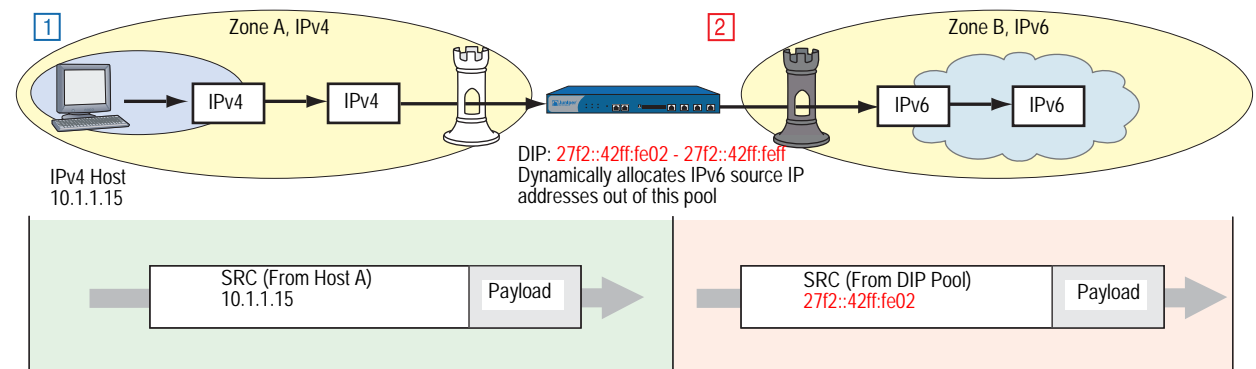 1
Zone A, IPv4
2
Zone B, IPv6
IPv4
IPv4
Juniper
IPv6
IPv6
IPv4 Host
10.1.1.15
DIP: 27f2::42ff:fe02 - 27f2::42ff:feff
Dynamically allocates IPv6 source IP
addresses out of this pool
SRC (From Host A)
10.1.1.15
Payload
SRC (From DIP Pool)
27f2::42ff:fe02
Payload